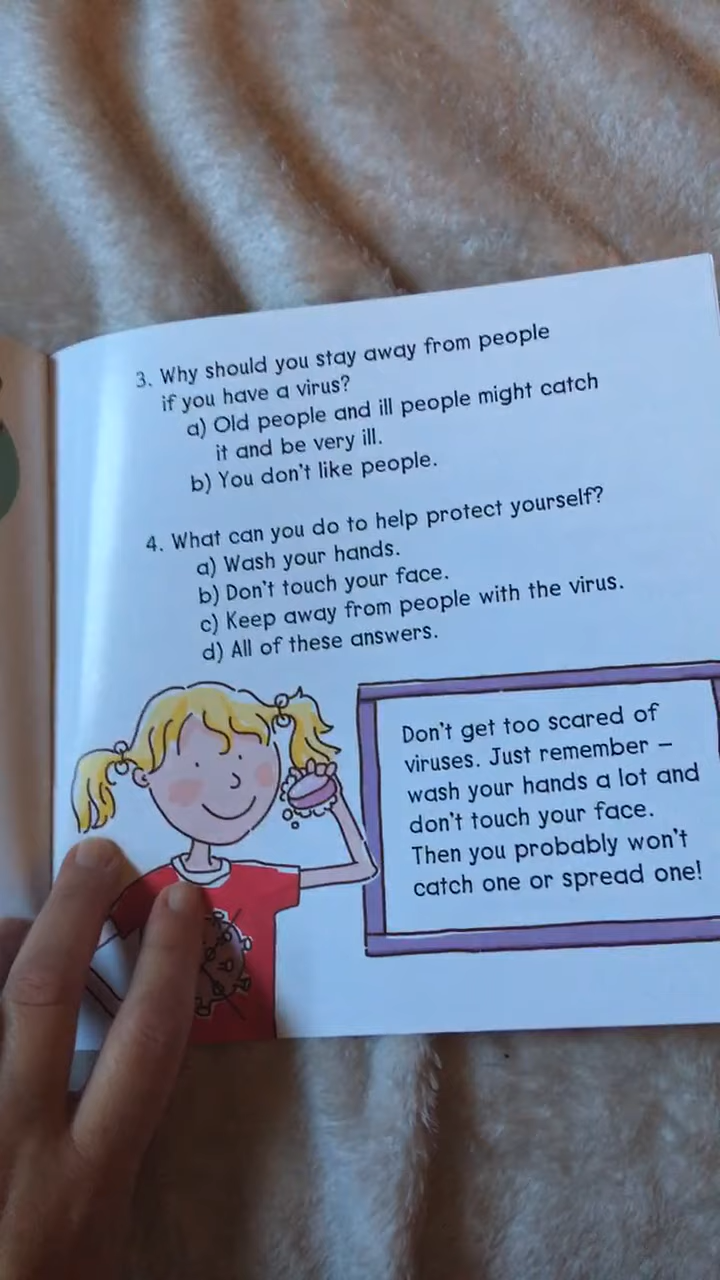 3. Why should you stay away from people
if you have a virus?
a) Old people and ill people might catch
it and be very ill.
b) You don't like people.
4. What can you do to help protect yourself?
a) Wash your hands.
b) Don't touch your face.
c) Keep away from people with the virus.
d) All of these answers.
Don't get too scared of
viruses. Just remember –
wash your hands a lot and
don't touch your face.
Then you probably won't
catch one or spread one!